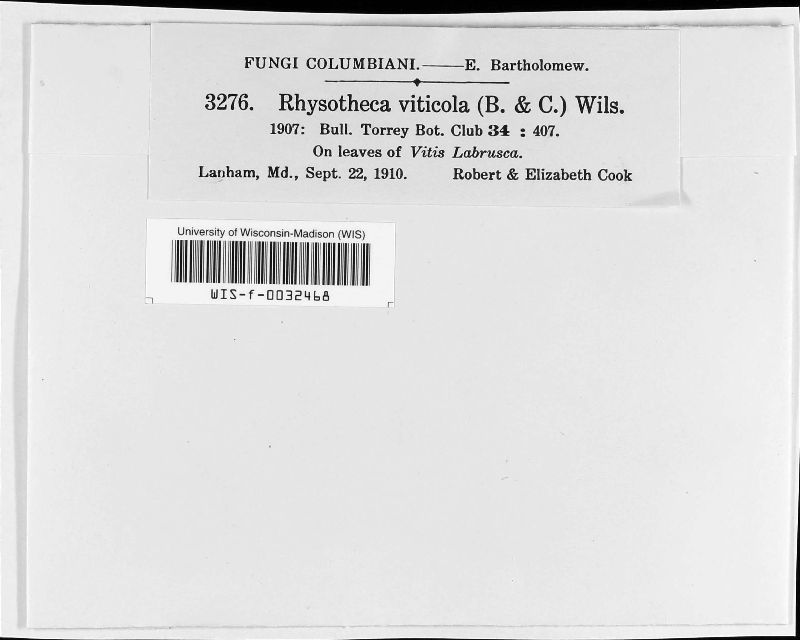 FUNGI COLUMBIANI.——E. Bartholomew.
3276. Rhysotheca viticola (B. & C.) Wils.
1907: Bull. Torrey Bot. Club 34 : 407.
On leaves of Vitis Labrusca.
Lanham, Md., Sept. 22, 1910. Robert & Elizabeth Cook
University of Wisconsin-Madison (WIS)
WIS-f-0032468